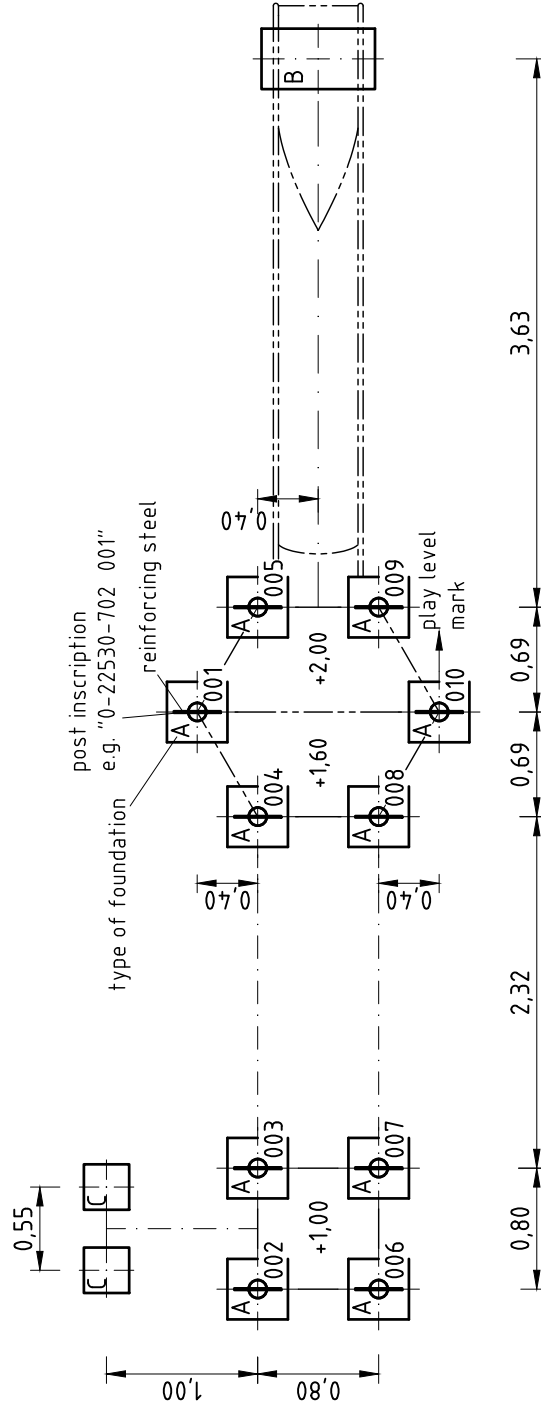 post inscription
e.g. "0-22530-702 001"
type of foundation
reinforcing steel
0,55
C
C
1,00
0,80
A
002
A
003
+1,00
A
006
A
007
0,40
A
004
A
001
A
005
0,40
+1,60
+2,00
B
0,40
A
008
A
010
A
009
play level
mark
0,80
2,32
0,69
0,69
3,63